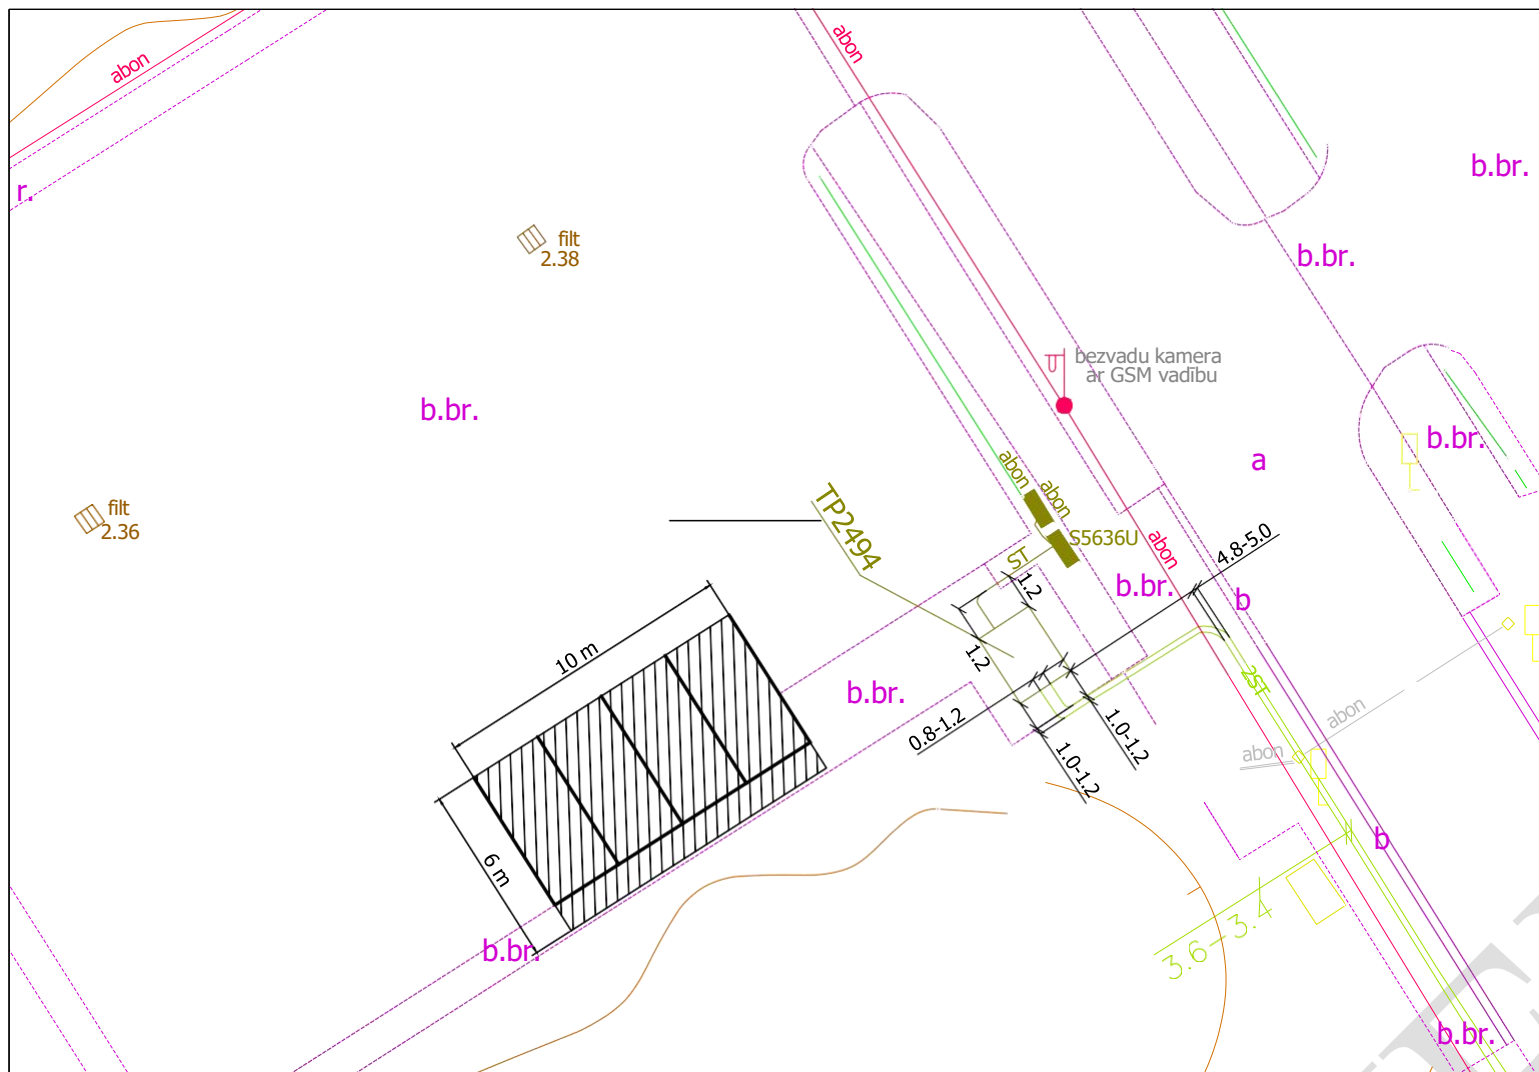 abon
abon
b.br.
r.
filt
2.38
b.br.
bezvadu kamera
ar GSM vadību
b.br.
b.br.
a
abon
abon
TP2494
filt
2.36
S5636U
abon
4.8-5.0
ST
1.2
b.br.
b
10 m
1.2
b.br.
2ST
0.8-1.2
1.0-1.2
abon
abon
1.0-1.2
b
6 m
b.br.
3.6-3.4
b.br.